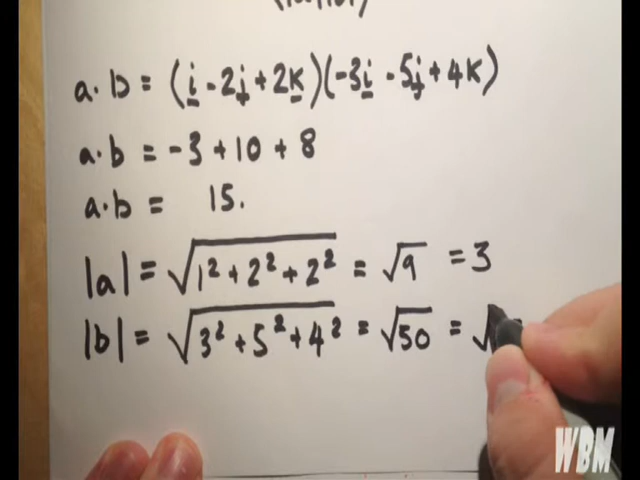 a·b = (i - 2j + 2k)(-3i - 5j + 4k)
a·b = -3 + 10 + 8
a·b = 15.
|a| = √1² + 2² + 2² = √9 = 3
|b| = √3² + 5² + 4² = √50 = √
WBM